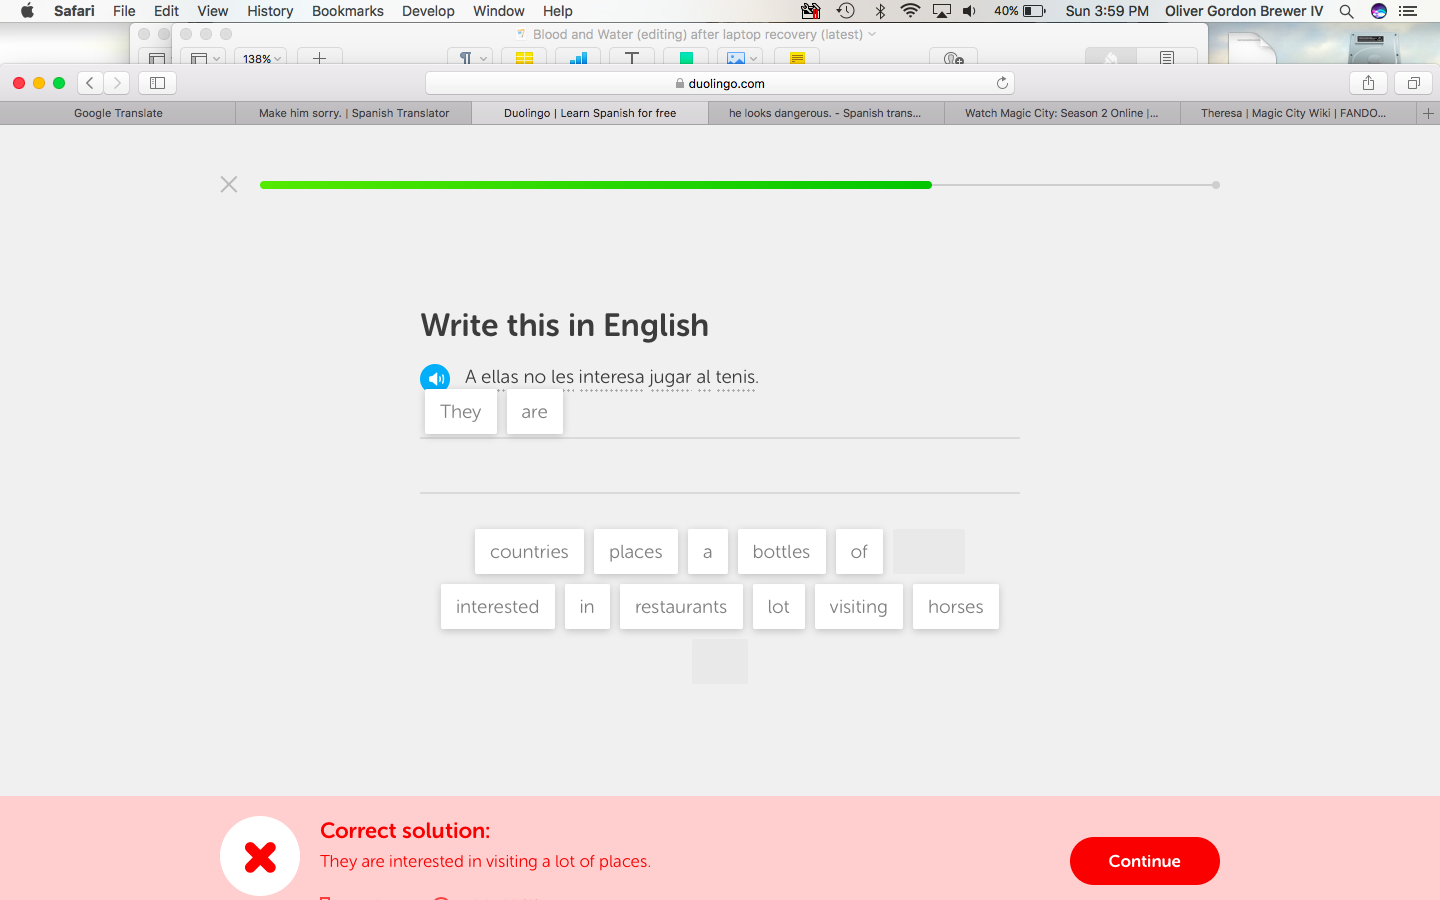 Safari File Edit View History Bookmarks Develop Window Help 40% Sun 3:59 PM Oliver Gordon Brewer IV
Blood and Water (editing) after laptop recovery (latest)
138%
duolingo.com
Google Translate
Make him sorry. | Spanish Translator
Duolingo | Learn Spanish for free
he looks dangerous. - Spanish trans...
Watch Magic City: Season 2 Online |...
Theresa | Magic City Wiki | FANDO...
Write this in English
A ellas no les interesa jugar al tenis.
They are
countries places a bottles of
interested in restaurants lot visiting horses
Correct solution:
They are interested in visiting a lot of places.
Continue